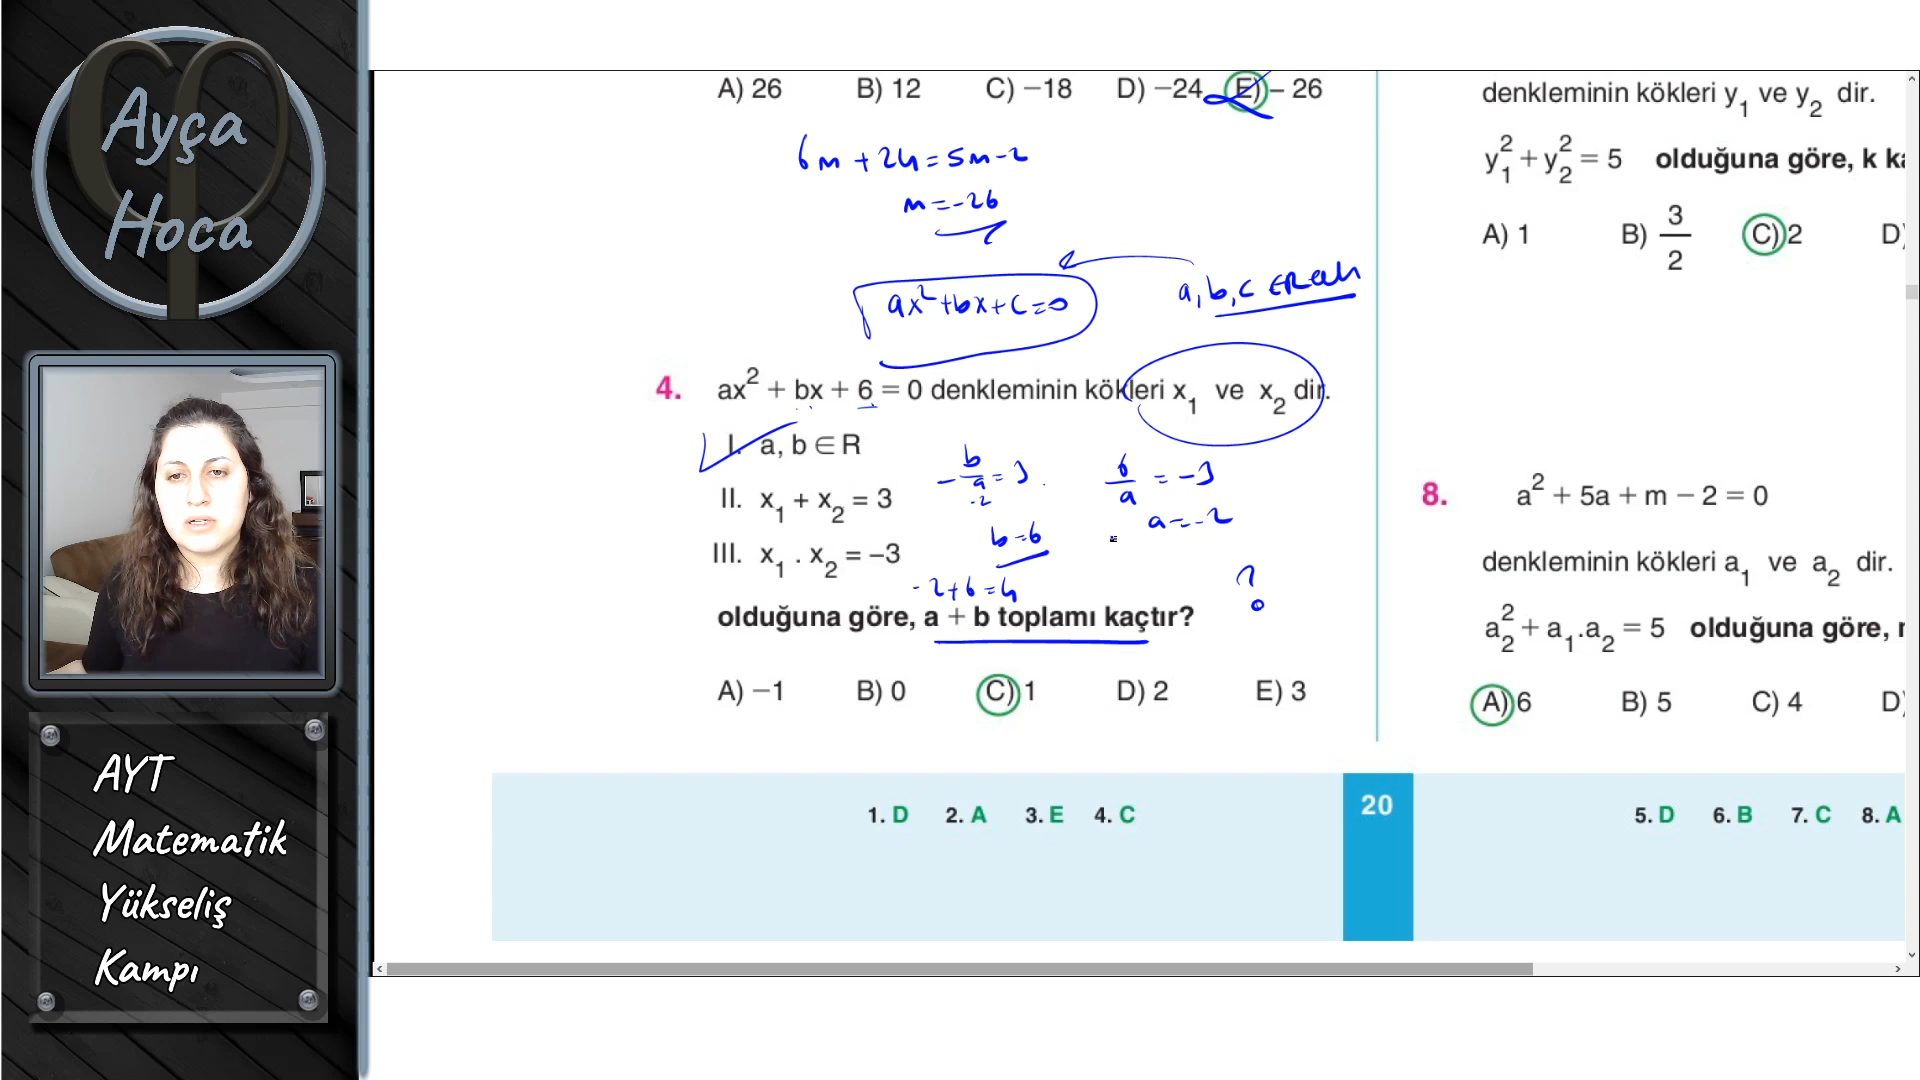 Ayça
Hoca
AYT
Matematik
Yükseliş
Kampı
A) 26 B) 12 C) −18 D) −24 E) − 26
6m + 24 = 5m − 2
m = −26
ax² + bx + c = 0
a, b, c ∈ R
4. ax² + bx + 6 = 0 denkleminin kökleri x₁ ve x₂ dir.
I. a, b ∈ R
II. x₁ + x₂ = 3
III. x₁ . x₂ = −3
− b/a = 3
-2
b = 6
6/a = −3
a = −2
-2 + 6 = 4
?
olduğuna göre, a + b toplamı kaçtır?
A) −1 B) 0 C) 1 D) 2 E) 3
denkleminin kökleri y₁ ve y₂ dir.
y₁² + y₂² = 5 olduğuna göre, k
A) 1 B) 3/2 C) 2 D)
8. a² + 5a + m − 2 = 0
denkleminin kökleri a₁ ve a₂ dir.
a₂² + a₁.a₂ = 5 olduğuna göre,
A) 6 B) 5 C) 4 D)
1. D 2. A 3. E 4. C
20
5. D 6. B 7. C 8. A